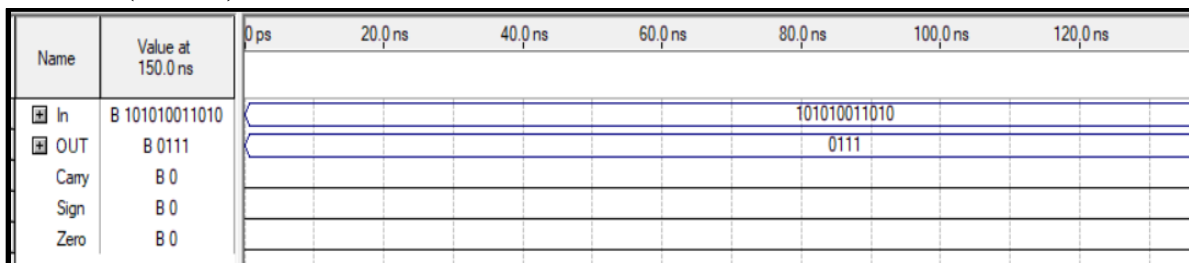 Name
Value at
150.0 ns
0 ps 20.0 ns 40.0 ns 60.0 ns 80.0 ns 100.0 ns 120.0 ns
In B 101010011010 101010011010
OUT B 0111 0111
Carry B 0
Sign B 0
Zero B 0